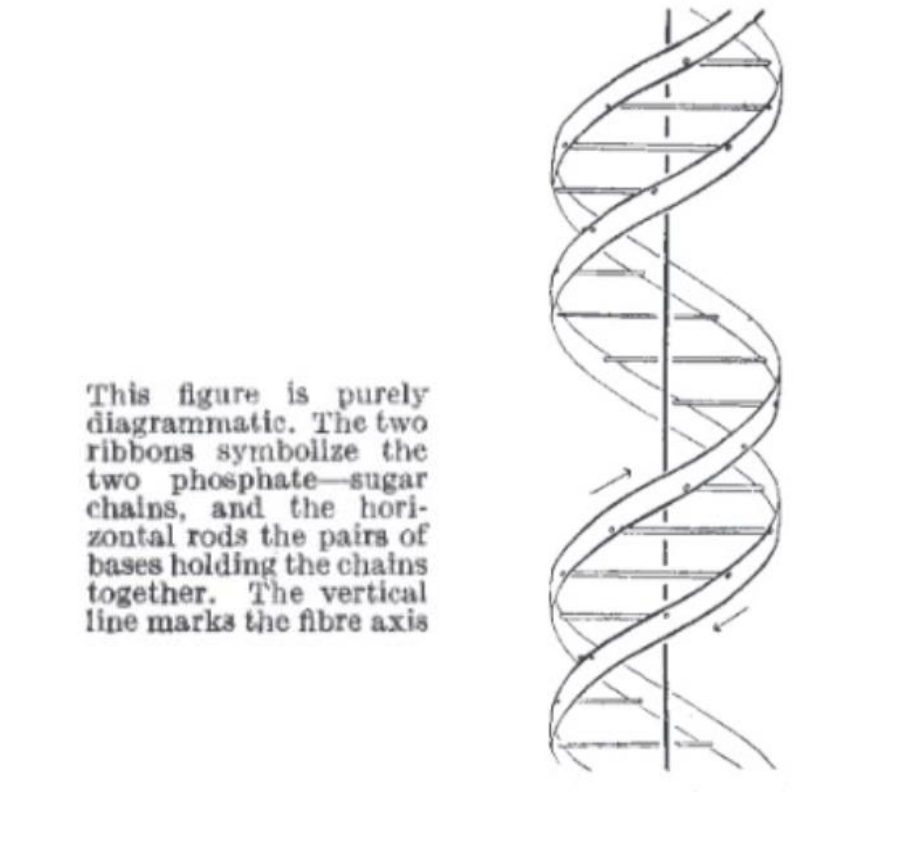 This figure is purely
diagrammatic. The two
ribbons symbolize the
two phosphate—sugar
chains, and the hori-
zontal rods the pairs of
bases holding the chains
together. The vertical
line marks the fibre axis